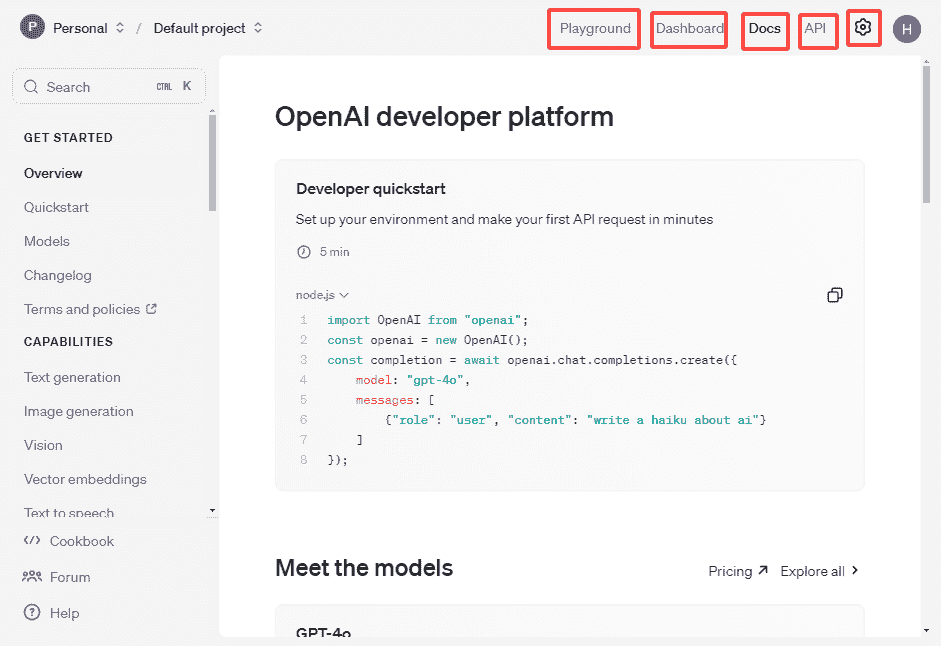 P Personal / Default project Playground Dashboard Docs API H
Search CTRL K
GET STARTED
Overview
Quickstart
Models
Changelog
Terms and policies
CAPABILITIES
Text generation
Image generation
Vision
Vector embeddings
Text to speech
Cookbook
Forum
Help
OpenAI developer platform
Developer quickstart
Set up your environment and make your first API request in minutes
5 min
node.js
1 import OpenAI from "openai";
2 const openai = new OpenAI();
3 const completion = await openai.chat.completions.create({
4     model: "gpt-4o",
5     messages: [
6         {"role": "user", "content": "write a haiku about ai"}
7     ]
8 });
Meet the models Pricing Explore all
GPT-4o